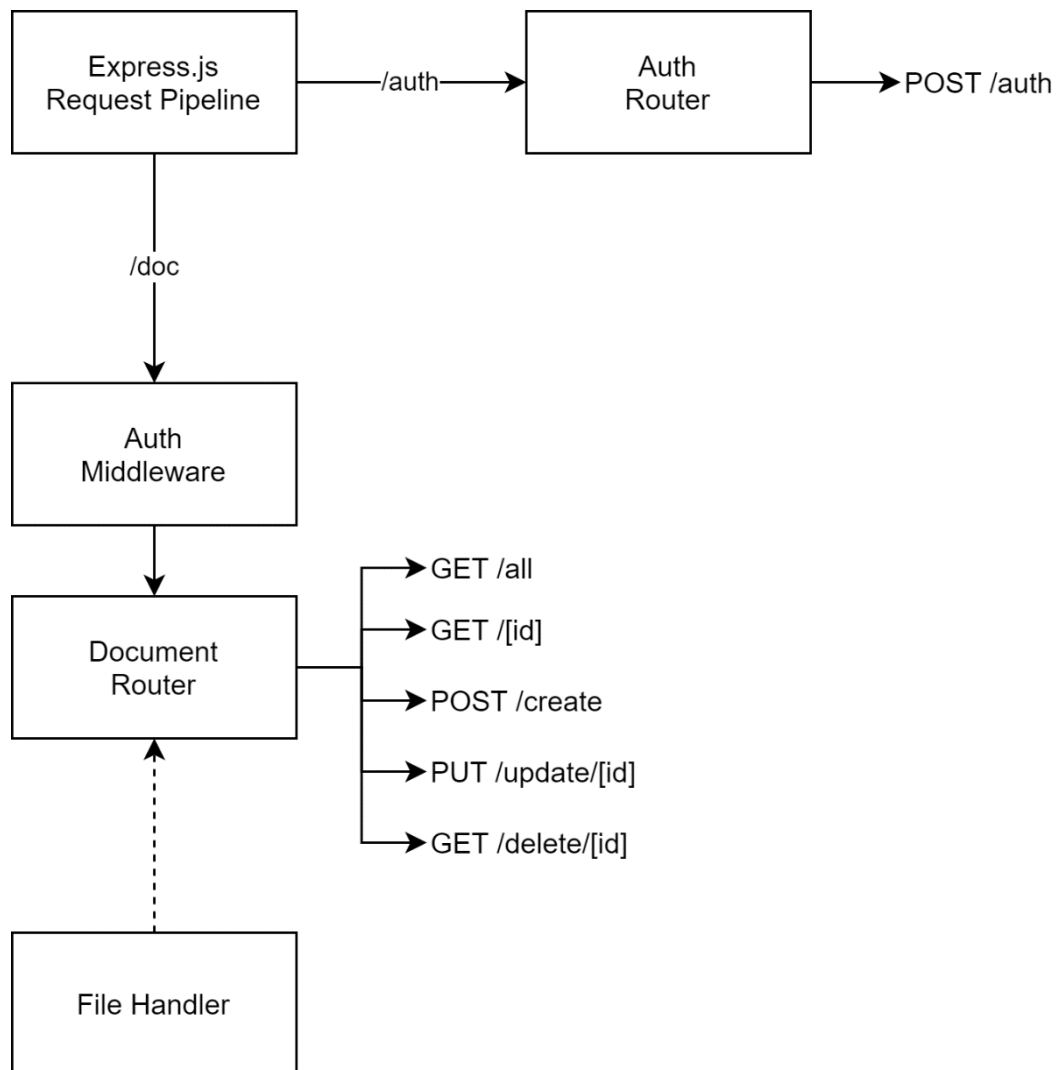 Express.js
Request Pipeline
/auth
Auth
Router
POST /auth
/doc
Auth
Middleware
Document
Router
GET /all
GET /[id]
POST /create
PUT /update/[id]
GET /delete/[id]
File Handler